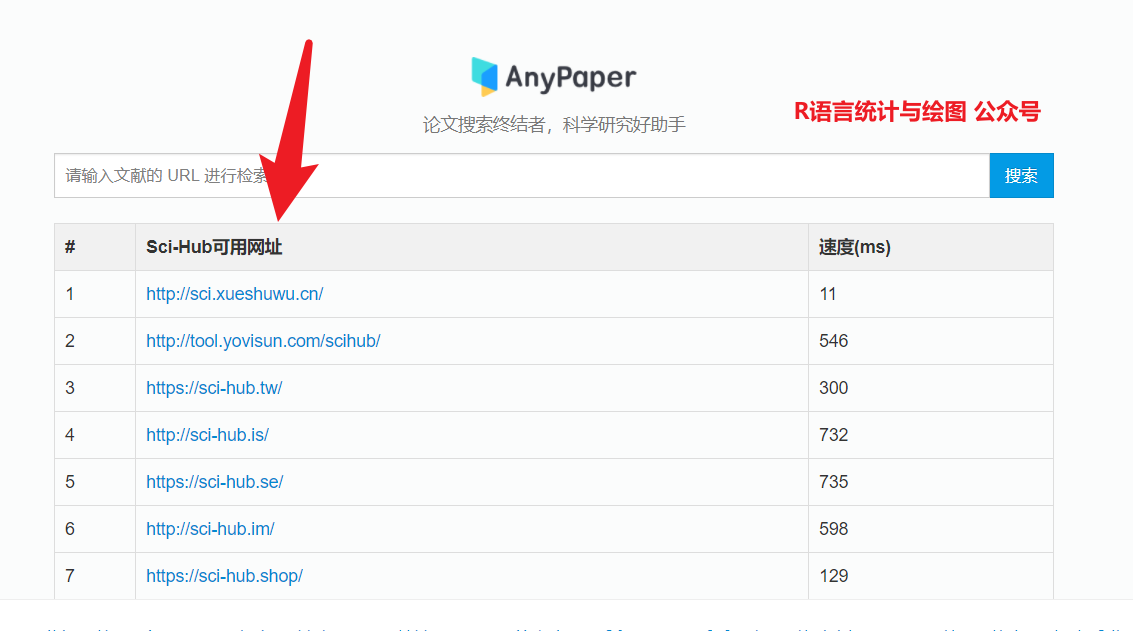 AnyPaper
R语言统计与绘图 公众号
论文搜索终结者，科学研究好助手
请输入文献的 URL 进行检索
搜索
# Sci-Hub可用网址 速度(ms)
1 http://sci.xueshuwu.cn/ 11
2 http://tool.yovisun.com/scihub/ 546
3 https://sci-hub.tw/ 300
4 http://sci-hub.is/ 732
5 https://sci-hub.se/ 735
6 http://sci-hub.im/ 598
7 https://sci-hub.shop/ 129